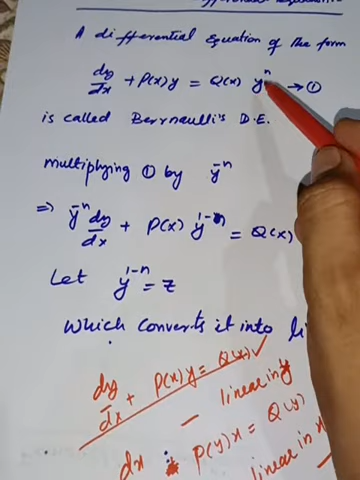 A differential Equation of the form
dy/dx + P(x)y = Q(x) yⁿ → ①
is called Bernaulli's D.E.
multiplying ① by y⁻ⁿ
⇒ y⁻ⁿ dy/dx + P(x) y¹⁻ⁿ = Q(x)
Let y¹⁻ⁿ = z
Which converts it into
dy/dx + P(x)y = Q(x) ✓
— linear in y
dx P(y)x = Q(y)
linear in x